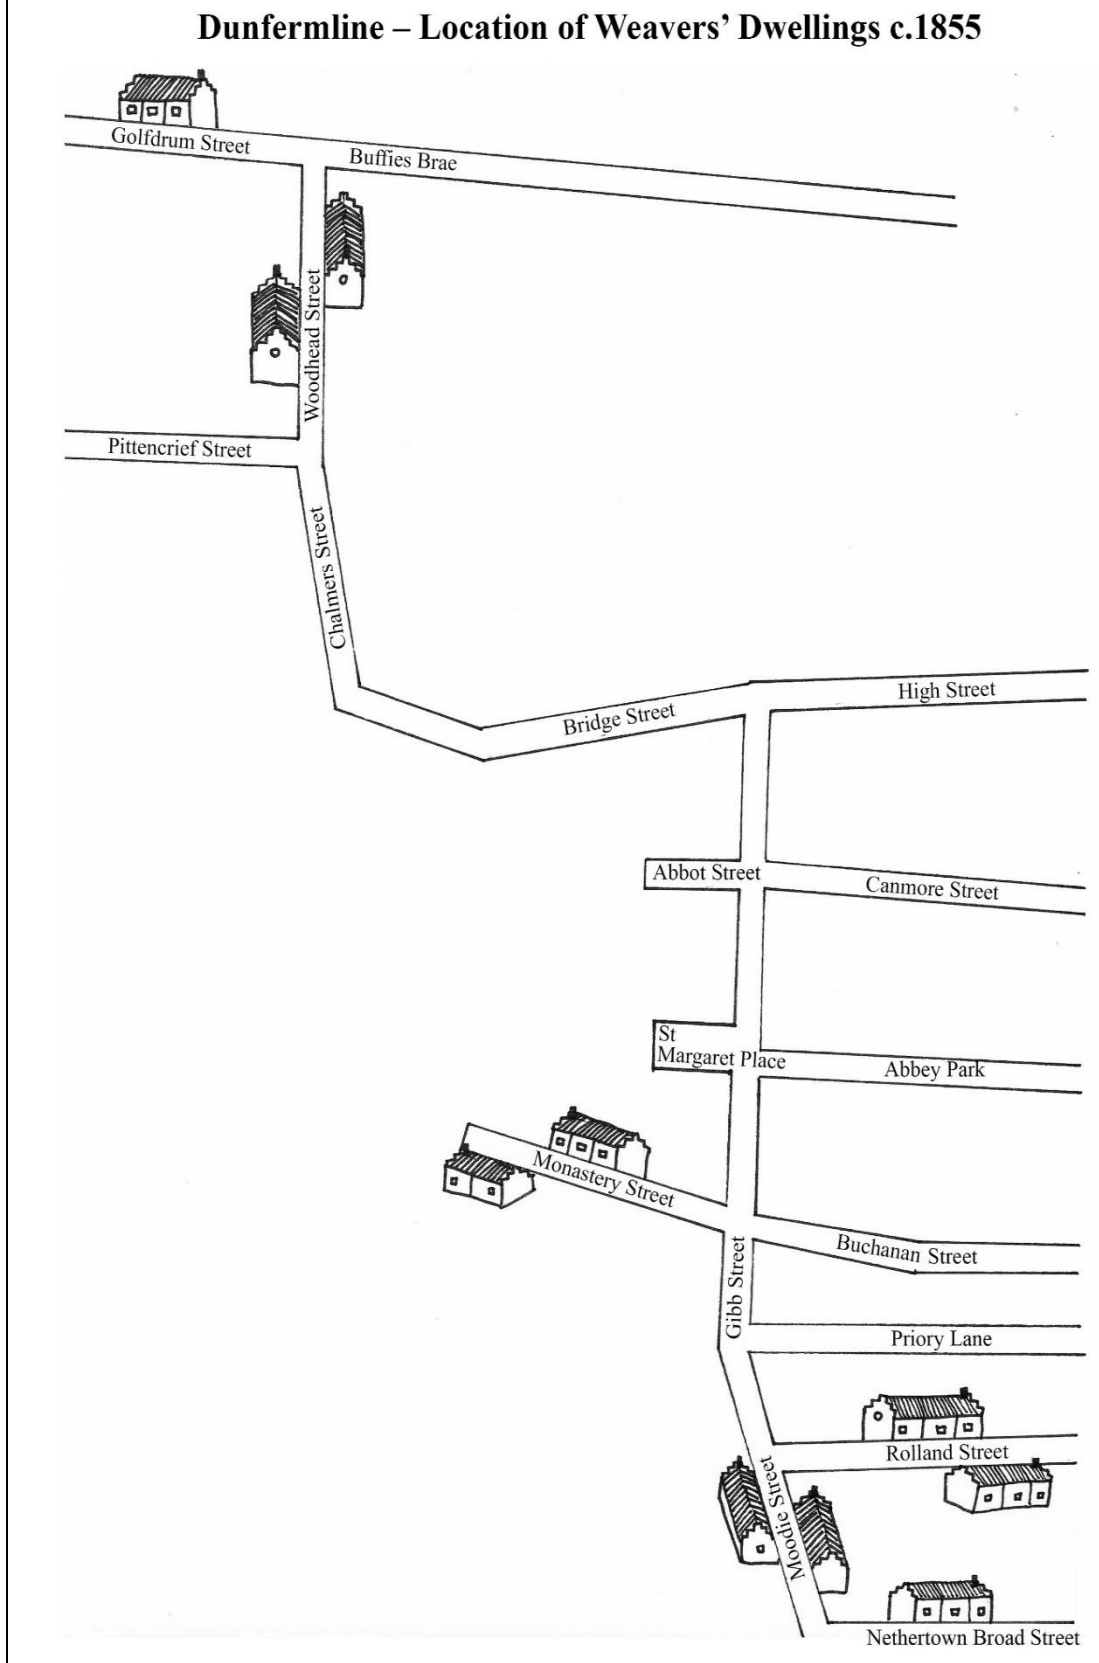 Dunfermline – Location of Weavers’ Dwellings c.1855
Golfdrum Street
Buffies Brae
Woodhead Street
Pittencrief Street
Chalmers Street
Bridge Street
High Street
Abbot Street
Canmore Street
St
Margaret Place
Abbey Park
Monastery Street
Buchanan Street
Gibb Street
Priory Lane
Rolland Street
Moodie Street
Nethertown Broad Street